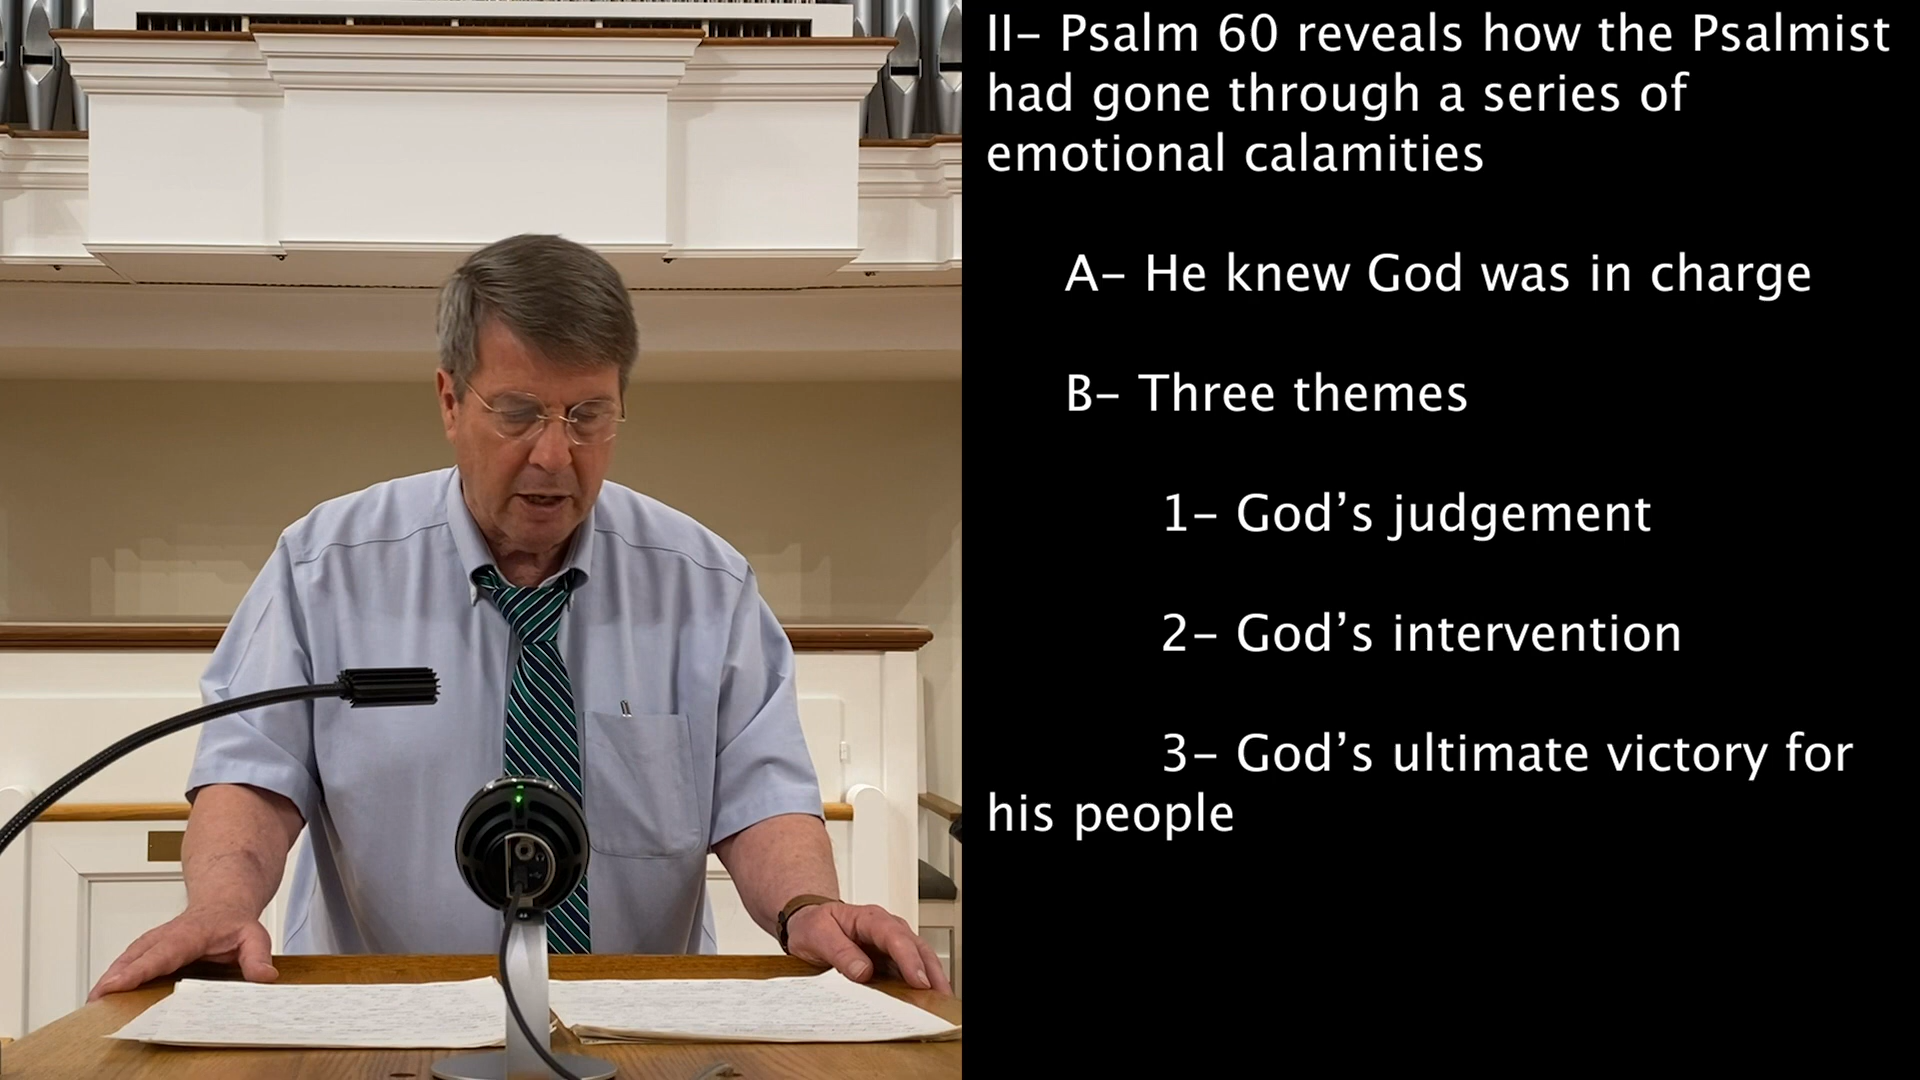 II– Psalm 60 reveals how the Psalmist
had gone through a series of
emotional calamities
A– He knew God was in charge
B– Three themes
1– God’s judgement
2– God’s intervention
3– God’s ultimate victory for
his people